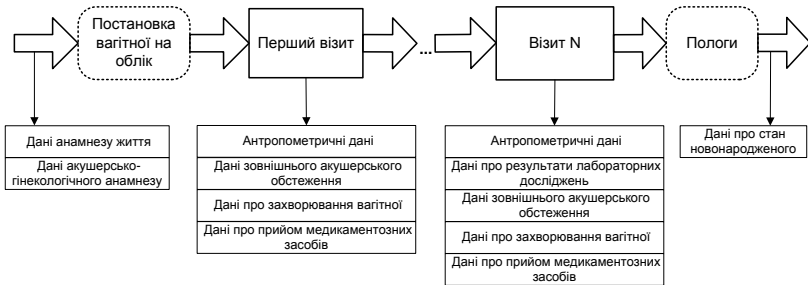 Постановка
вагітної на
облік
Перший візит
...
Візит N
Пологи
Дані анамнезу життя
Дані акушерсько-
гінекологічного анамнезу
Антропометричні дані
Дані зовнішнього акушерського
обстеження
Дані про захворювання вагітної
Дані про прийом медикаментозних
засобів
Антропометричні дані
Дані про результати лабораторних
досліджень
Дані зовнішнього акушерського
обстеження
Дані про захворювання вагітної
Дані про прийом медикаментозних
засобів
Дані про стан
новонародженого